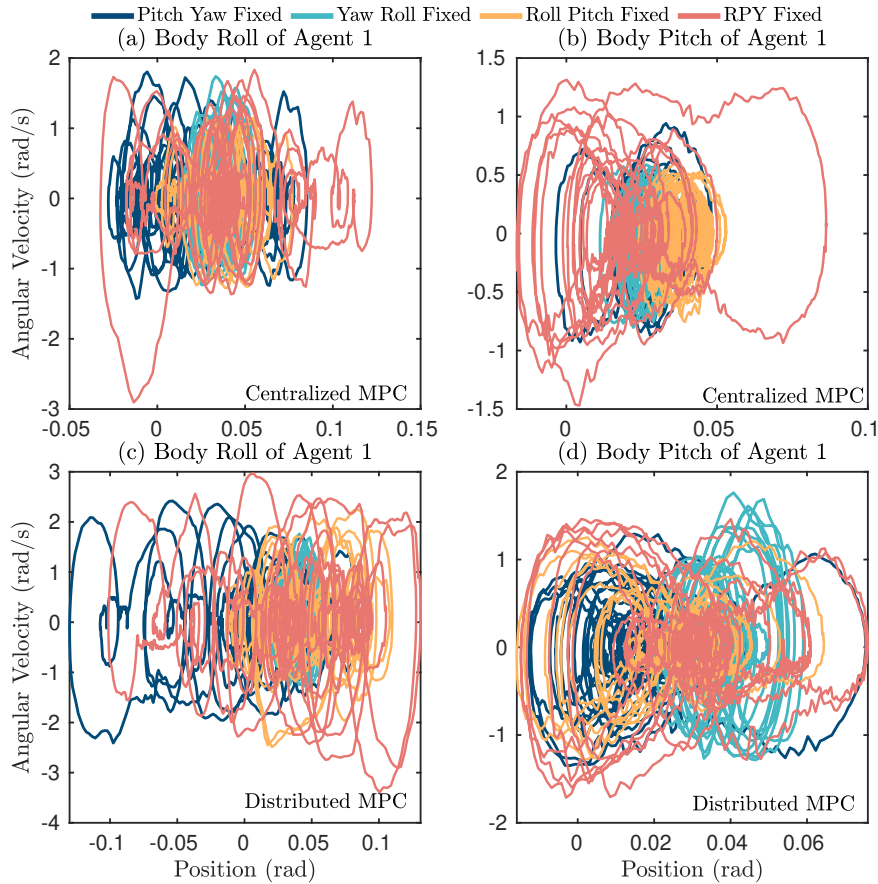 Pitch Yaw Fixed Yaw Roll Fixed Roll Pitch Fixed RPY Fixed
(a) Body Roll of Agent 1
2
1
0
-1
-2
-3
-0.05 0 0.05 0.1 0.15
Angular Velocity (rad/s)
Centralized MPC
(b) Body Pitch of Agent 1
1.5
1
0.5
0
-0.5
-1
-1.5
0 0.05 0.1
Centralized MPC
(c) Body Roll of Agent 1
3
2
1
0
-1
-2
-3
-4
-0.1 -0.05 0 0.05 0.1
Angular Velocity (rad/s)
Position (rad)
Distributed MPC
(d) Body Pitch of Agent 1
2
1
0
-1
-2
0 0.02 0.04 0.06
Position (rad)
Distributed MPC